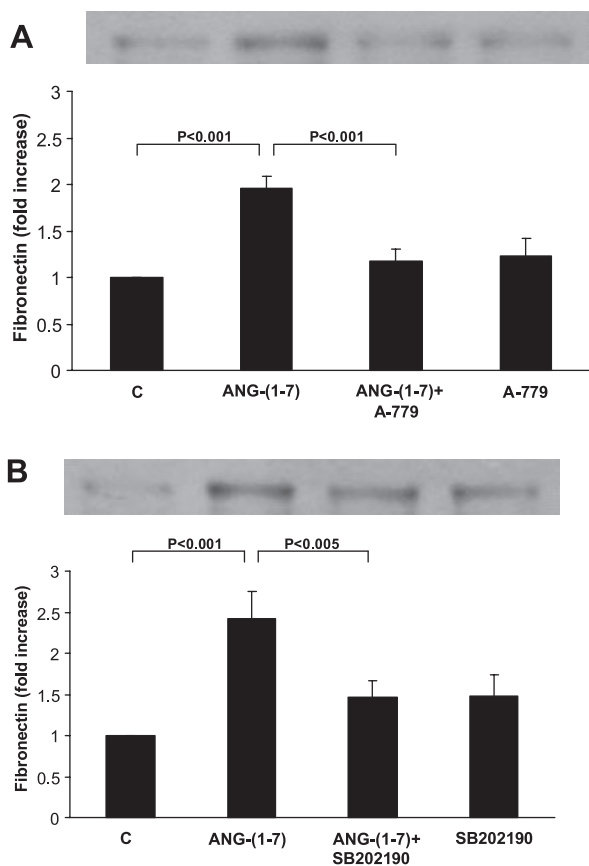 A
Fibronectin (fold increase)
3
2.5
2
1.5
1
0.5
0
P<0.001
P<0.001
C
ANG-(1-7)
ANG-(1-7)+
A-779
A-779
B
Fibronectin (fold increase)
3
2.5
2
1.5
1
0.5
0
P<0.001
P<0.005
C
ANG-(1-7)
ANG-(1-7)+
SB202190
SB202190